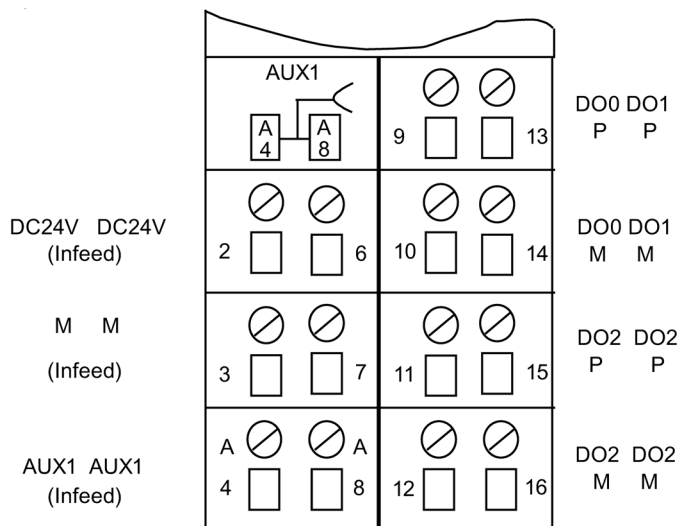 AUX1
A A
4 8
9 13
DO0 DO1
P P
DC24V DC24V
(Infeed)
2 6
10 14
DO0 DO1
M M
M M
(Infeed)
3 7
11 15
DO2 DO2
P P
AUX1 AUX1
(Infeed)
A A
4 8
12 16
DO2 DO2
M M